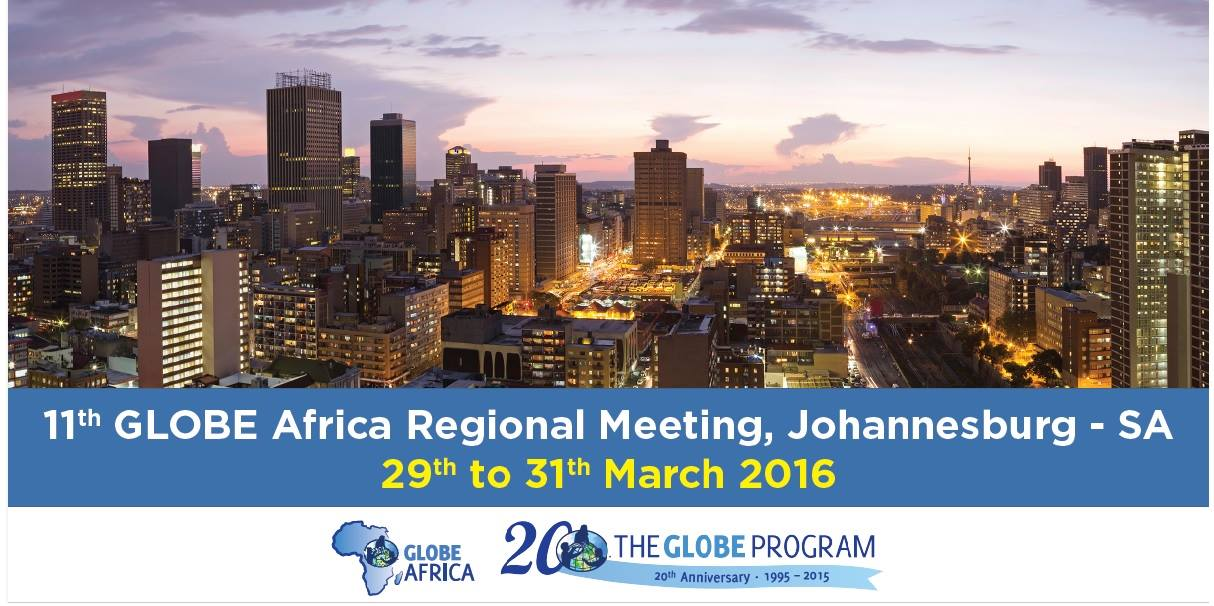 11th GLOBE Africa Regional Meeting, Johannesburg - SA
29th to 31th March 2016
GLOBE
AFRICA
20 THE GLOBE PROGRAM
20th Anniversary · 1995 – 2015